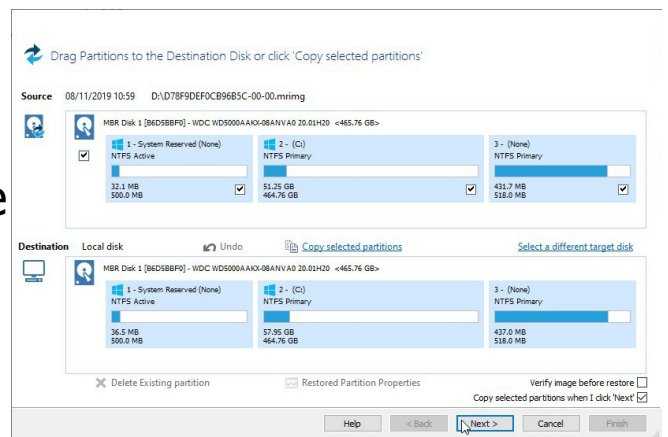 Drag Partitions to the Destination Disk or click 'Copy selected partitions'
Source 08/11/2019 10:59 D:\D78F9DEF0CB96B5C-00-00.mrimg
MBR Disk 1 [B6D5BBF0] - WDC WD5000AAKX-08ANVA0 20.01H20 <465.76 GB>
1 - System Reserved (None) 2 - (C:) 3 - (None)
NTFS Active NTFS Primary NTFS Primary
32.1 MB 51.25 GB 431.7 MB
500.0 MB 464.76 GB 518.0 MB
e
Destination Local disk Undo Copy selected partitions Select a different target disk
MBR Disk 1 [B6D5BBF0] - WDC WD5000AAKX-08ANVA0 20.01H20 <465.76 GB>
1 - System Reserved (None) 2 - (C:) 3 - (None)
NTFS Active NTFS Primary NTFS Primary
36.5 MB 57.95 GB 437.0 MB
500.0 MB 464.76 GB 518.0 MB
Delete Existing partition Restored Partition Properties Verify image before restore
Copy selected partitions when I click 'Next'
Help < Back Next > Cancel Finish